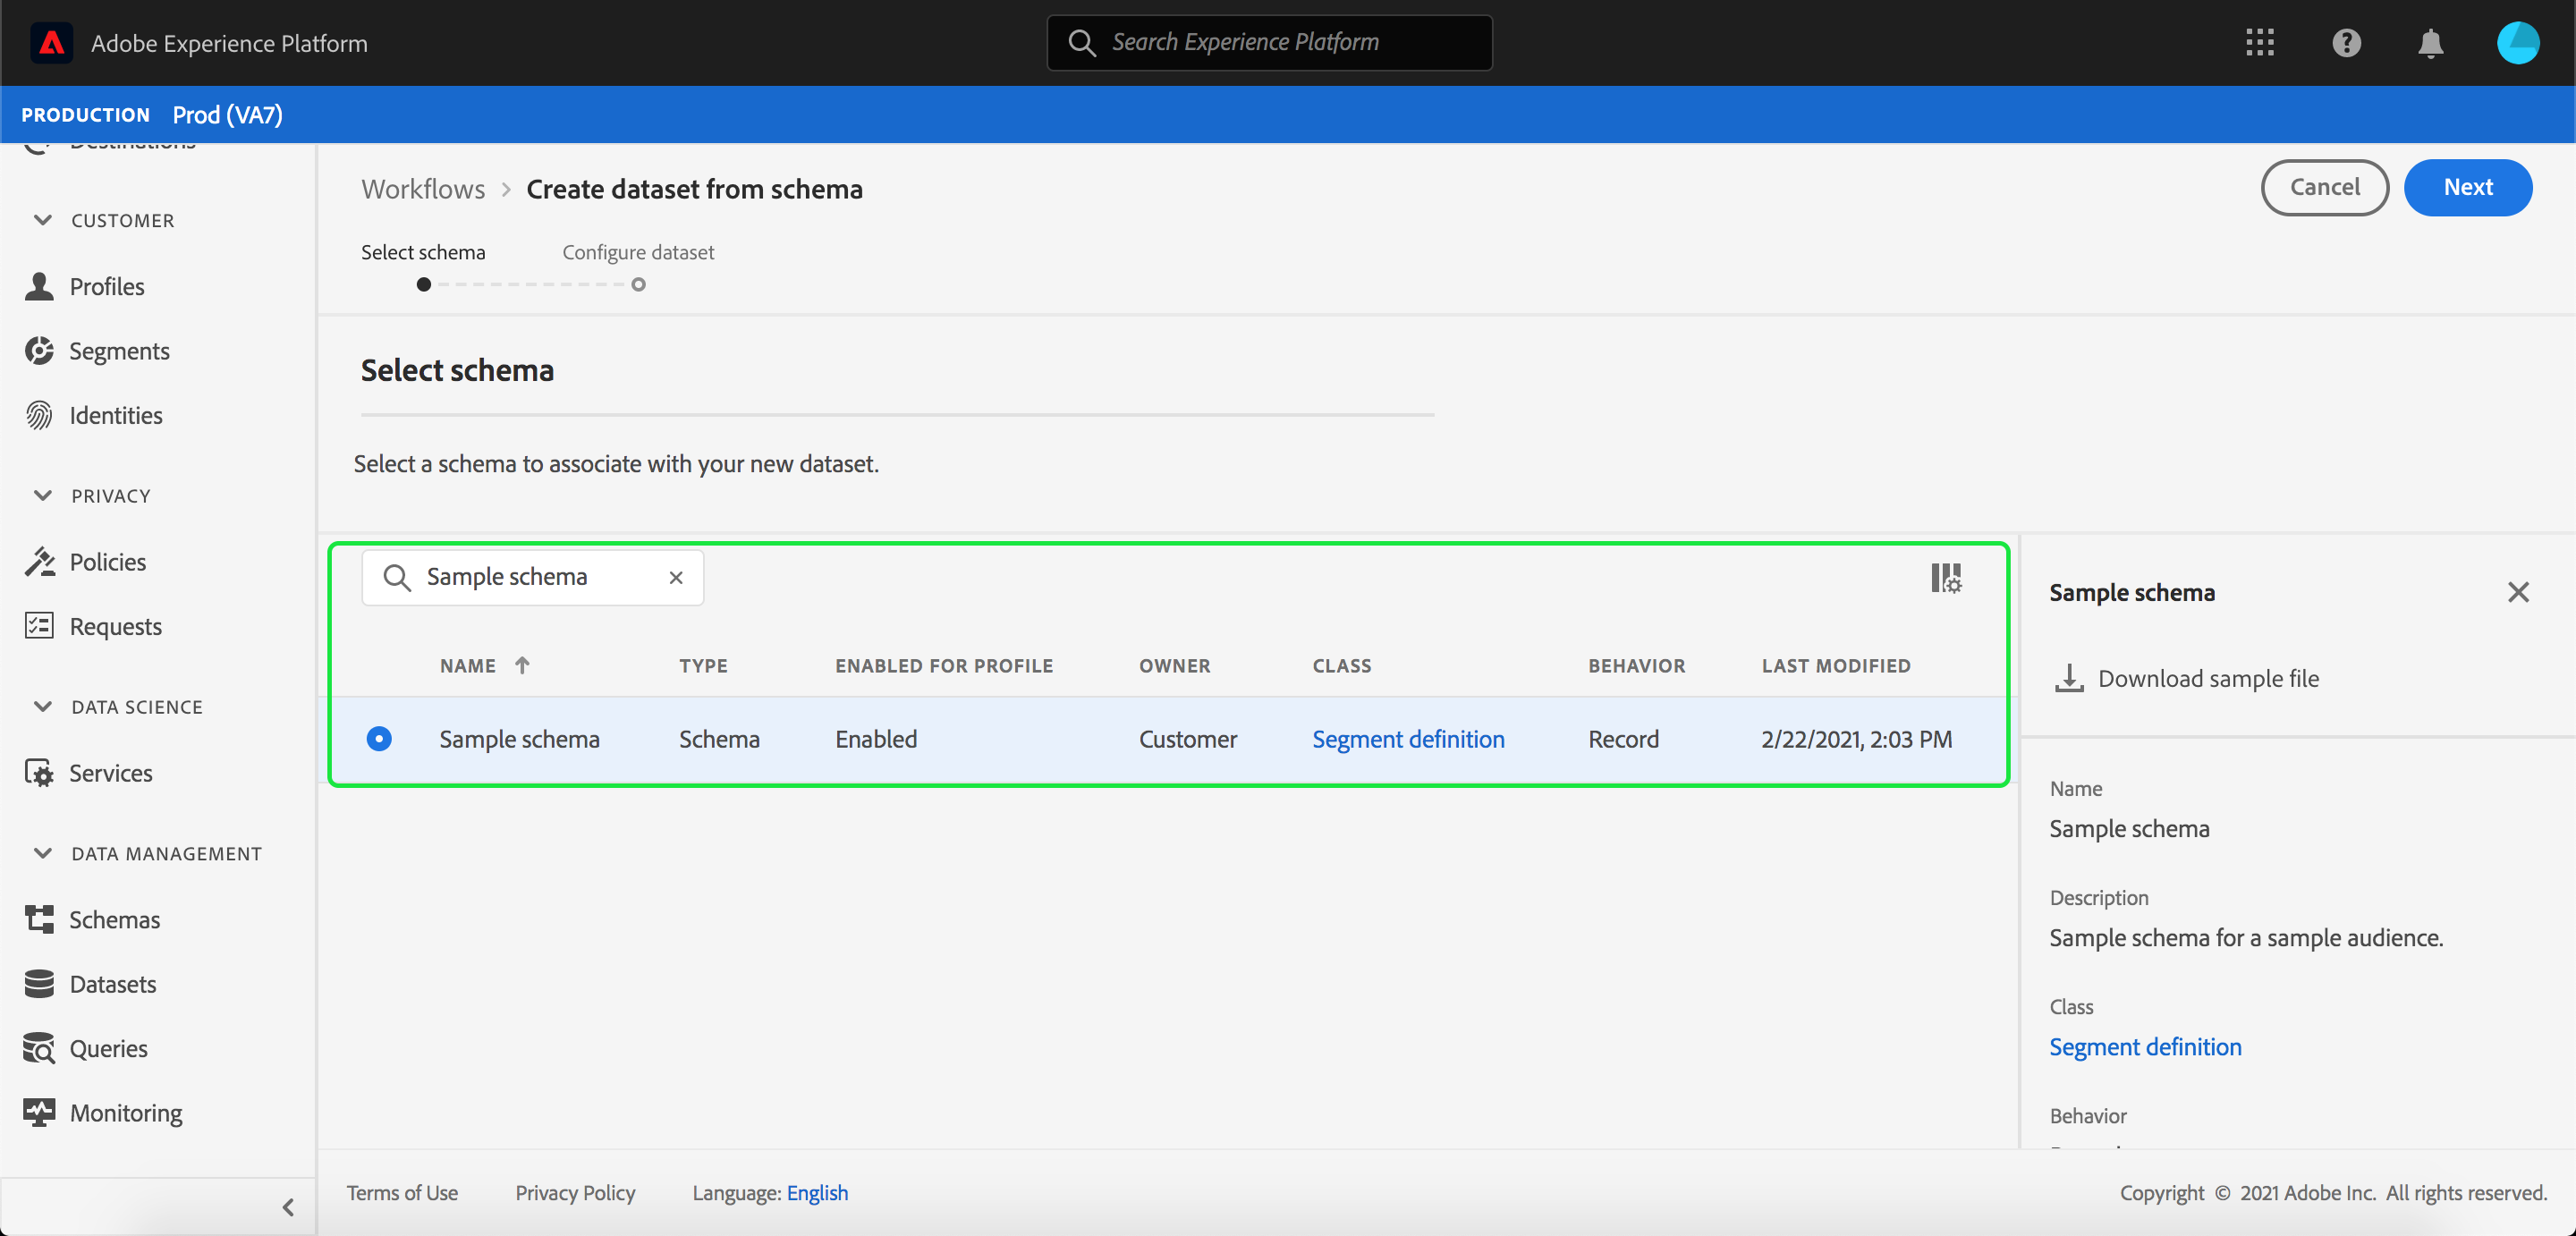 Adobe Experience Platform
Search Experience Platform
PRODUCTION Prod (VA7)
Destinations
CUSTOMER
Profiles
Segments
Identities
PRIVACY
Policies
Requests
DATA SCIENCE
Services
DATA MANAGEMENT
Schemas
Datasets
Queries
Monitoring
Workflows > Create dataset from schema
Cancel Next
Select schema Configure dataset
Select schema
Select a schema to associate with your new dataset.
Sample schema
NAME TYPE ENABLED FOR PROFILE OWNER CLASS BEHAVIOR LAST MODIFIED
Sample schema Schema Enabled Customer Segment definition Record 2/22/2021, 2:03 PM
Sample schema
Download sample file
Name
Sample schema
Description
Sample schema for a sample audience.
Class
Segment definition
Behavior
Terms of Use Privacy Policy Language: English
Copyright © 2021 Adobe Inc. All rights reserved.